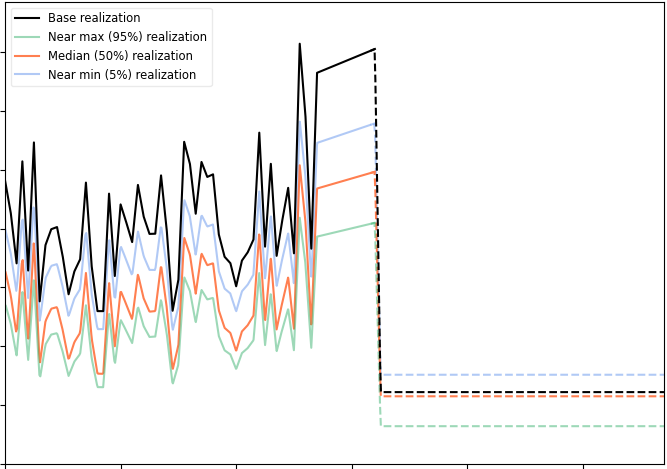 Base realization
Near max (95%) realization
Median (50%) realization
Near min (5%) realization